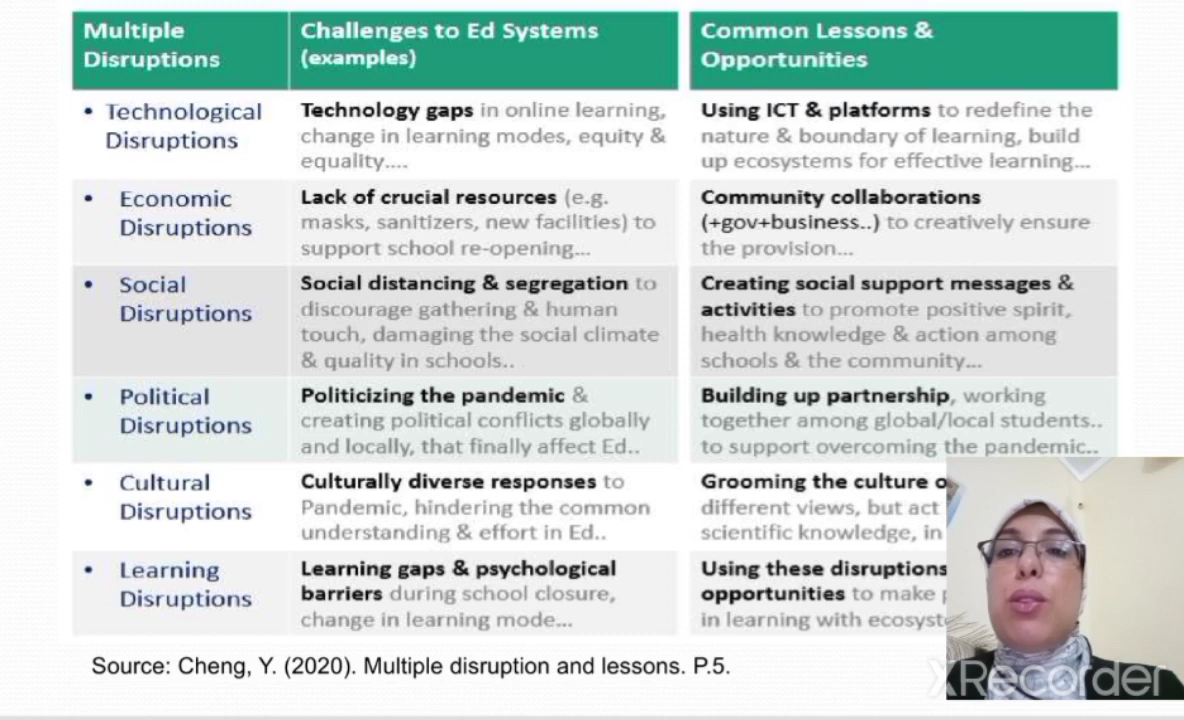 Multiple
Disruptions
Challenges to Ed Systems
(examples)
Common Lessons &
Opportunities
• Technological
Disruptions
Technology gaps in online learning,
change in learning modes, equity &
equality....
Using ICT & platforms to redefine the
nature & boundary of learning, build
up ecosystems for effective learning...
• Economic
Disruptions
Lack of crucial resources (e.g.
masks, sanitizers, new facilities) to
support school re-opening...
Community collaborations
(+gov+business..) to creatively ensure
the provision...
• Social
Disruptions
Social distancing & segregation to
discourage gathering & human
touch, damaging the social climate
& quality in schools..
Creating social support messages &
activities to promote positive spirit,
health knowledge & action among
schools & the community...
• Political
Disruptions
Politicizing the pandemic &
creating political conflicts globally
and locally, that finally affect Ed..
Building up partnership, working
together among global/local students..
to support overcoming the pandemic..
• Cultural
Disruptions
Culturally diverse responses to
Pandemic, hindering the common
understanding & effort in Ed..
Grooming the culture
different views, but act
scientific knowledge, in
• Learning
Disruptions
Learning gaps & psychological
barriers during school closure,
change in learning mode...
Using these disruptions
opportunities to make
in learning with
Source: Cheng, Y. (2020). Multiple disruption and lessons. P.5.
XRecorder